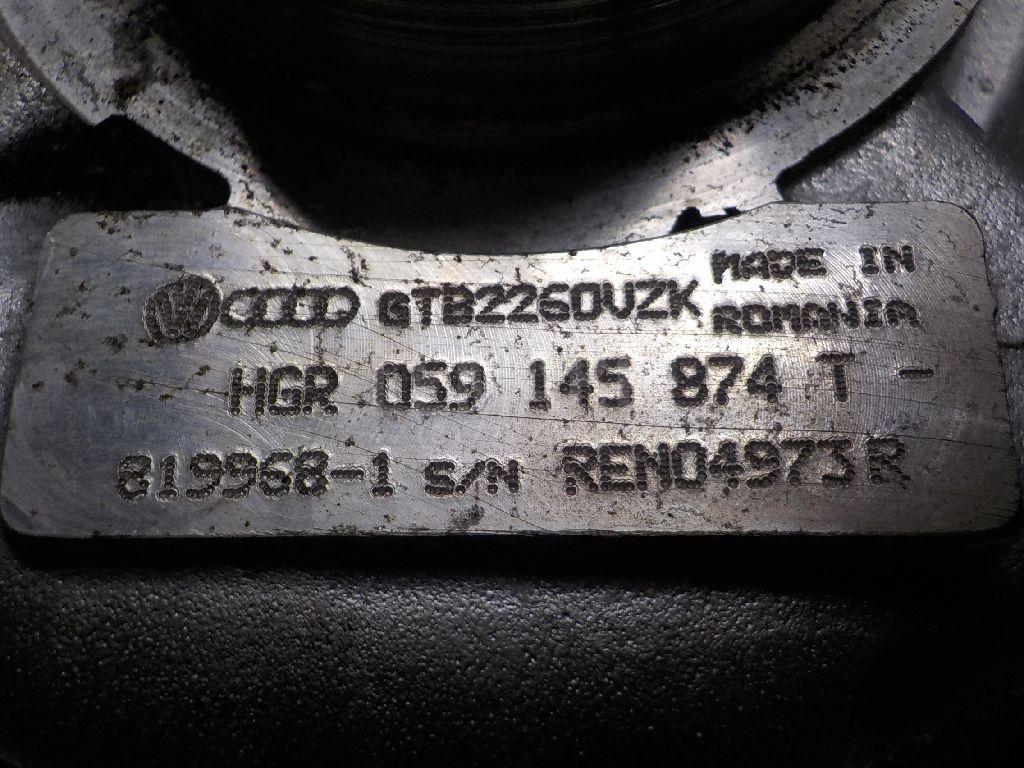 GTB2260VZK MADE IN
ROMANIA
HGR 059 145 874 T -
819968-1 S/N REN04973R